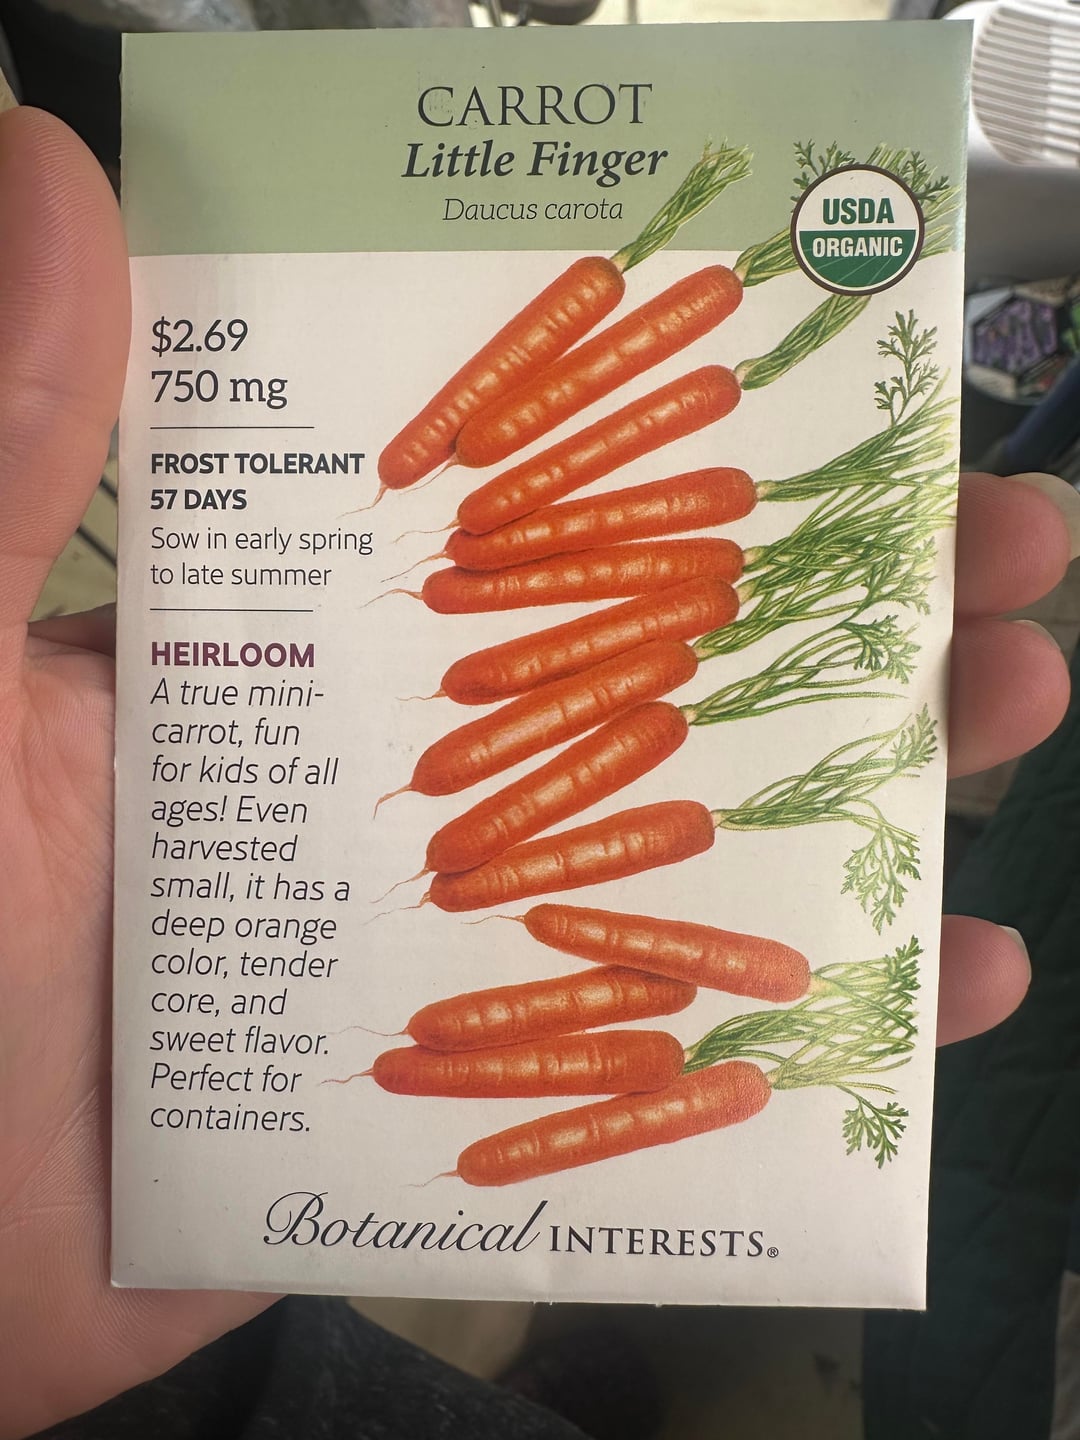 CARROT
Little Finger
Daucus carota
USDA
ORGANIC
$2.69
750 mg
FROST TOLERANT
57 DAYS
Sow in early spring
to late summer
HEIRLOOM
A true mini-
carrot, fun
for kids of all
ages! Even
harvested
small, it has a
deep orange
color, tender
core, and
sweet flavor.
Perfect for
containers.
Botanical INTERESTS®